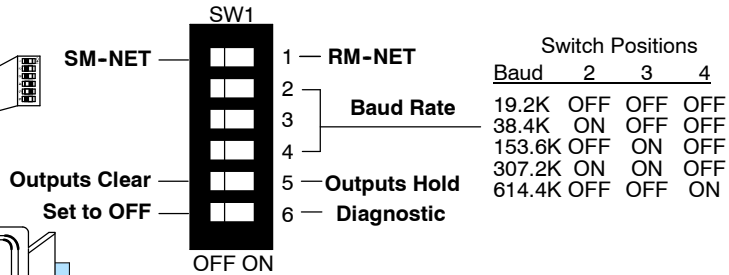 SW1
SM-NET
1
RM-NET
2
3
4
Baud Rate
Outputs Clear
5
Outputs Hold
Set to OFF
6
Diagnostic
OFF ON
Switch Positions
Baud 2 3 4
19.2K OFF OFF OFF
38.4K ON OFF OFF
153.6K OFF ON OFF
307.2K ON ON OFF
614.4K OFF OFF ON